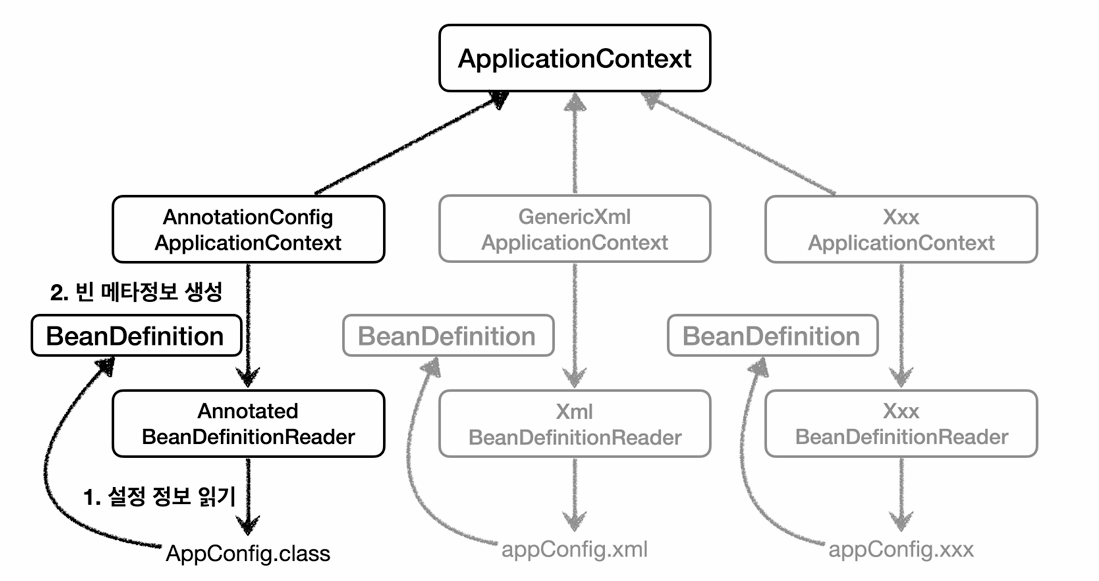 ApplicationContext
AnnotationConfig
ApplicationContext
GenericXml
ApplicationContext
Xxx
ApplicationContext
2. 빈 메타정보 생성
BeanDefinition
BeanDefinition
BeanDefinition
Annotated
BeanDefinitionReader
Xml
BeanDefinitionReader
Xxx
BeanDefinitionReader
1. 설정 정보 읽기
AppConfig.class
appConfig.xml
appConfig.xxx